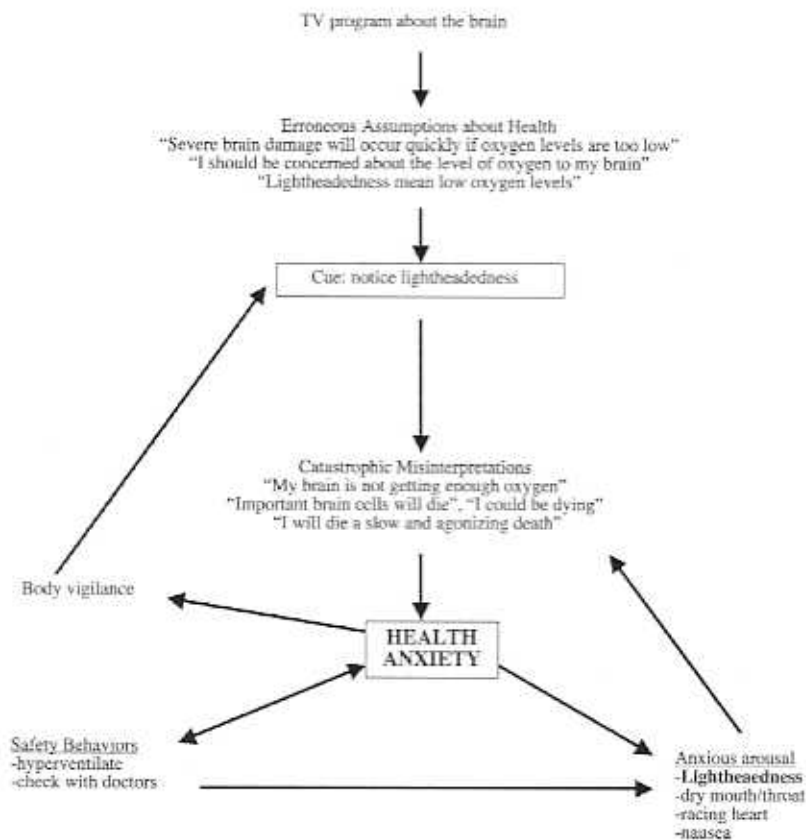 TV program about the brain
Erroneous Assumptions about Health
“Severe brain damage will occur quickly if oxygen levels are too low”
“I should be concerned about the level of oxygen to my brain”
“Lightheadedness mean low oxygen levels”
Cue: notice lightheadedness
Catastrophic Misinterpretations
“My brain is not getting enough oxygen”
“Important brain cells will die”, “I could be dying”
“I will die a slow and agonizing death”
Body vigilance
HEALTH
ANXIETY
Safety Behaviors
-hyperventilate
-check with doctors
Anxious arousal
-Lightheaedness
-dry mouth/throat
-racing heart
-nausea